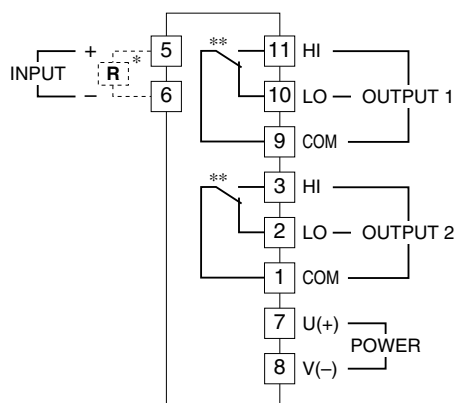 ** 11 HI
+ 5
INPUT R *
– 6
10 LO OUTPUT 1
9 COM
** 3 HI
2 LO OUTPUT 2
1 COM
7 U(+)
POWER
8 V(–)